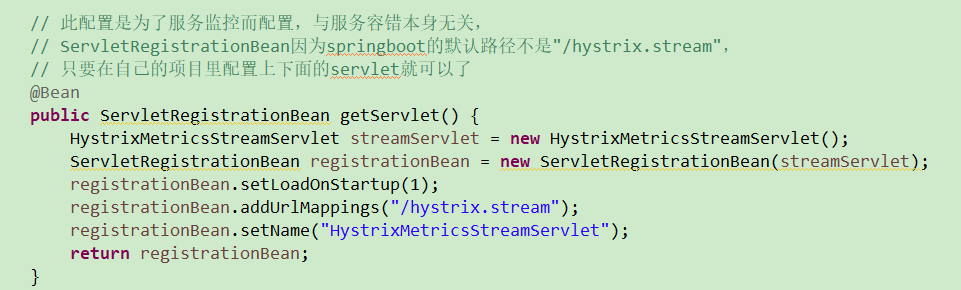 // 此配置是为了服务监控而配置，与服务容错本身无关，
// ServletRegistrationBean因为springboot的默认路径不是"/hystrix.stream"，
// 只要在自己的项目里配置上下面的servlet就可以了
@Bean
public ServletRegistrationBean getServlet() {
    HystrixMetricsStreamServlet streamServlet = new HystrixMetricsStreamServlet();
    ServletRegistrationBean registrationBean = new ServletRegistrationBean(streamServlet);
    registrationBean.setLoadOnStartup(1);
    registrationBean.addUrlMappings("/hystrix.stream");
    registrationBean.setName("HystrixMetricsStreamServlet");
    return registrationBean;
}